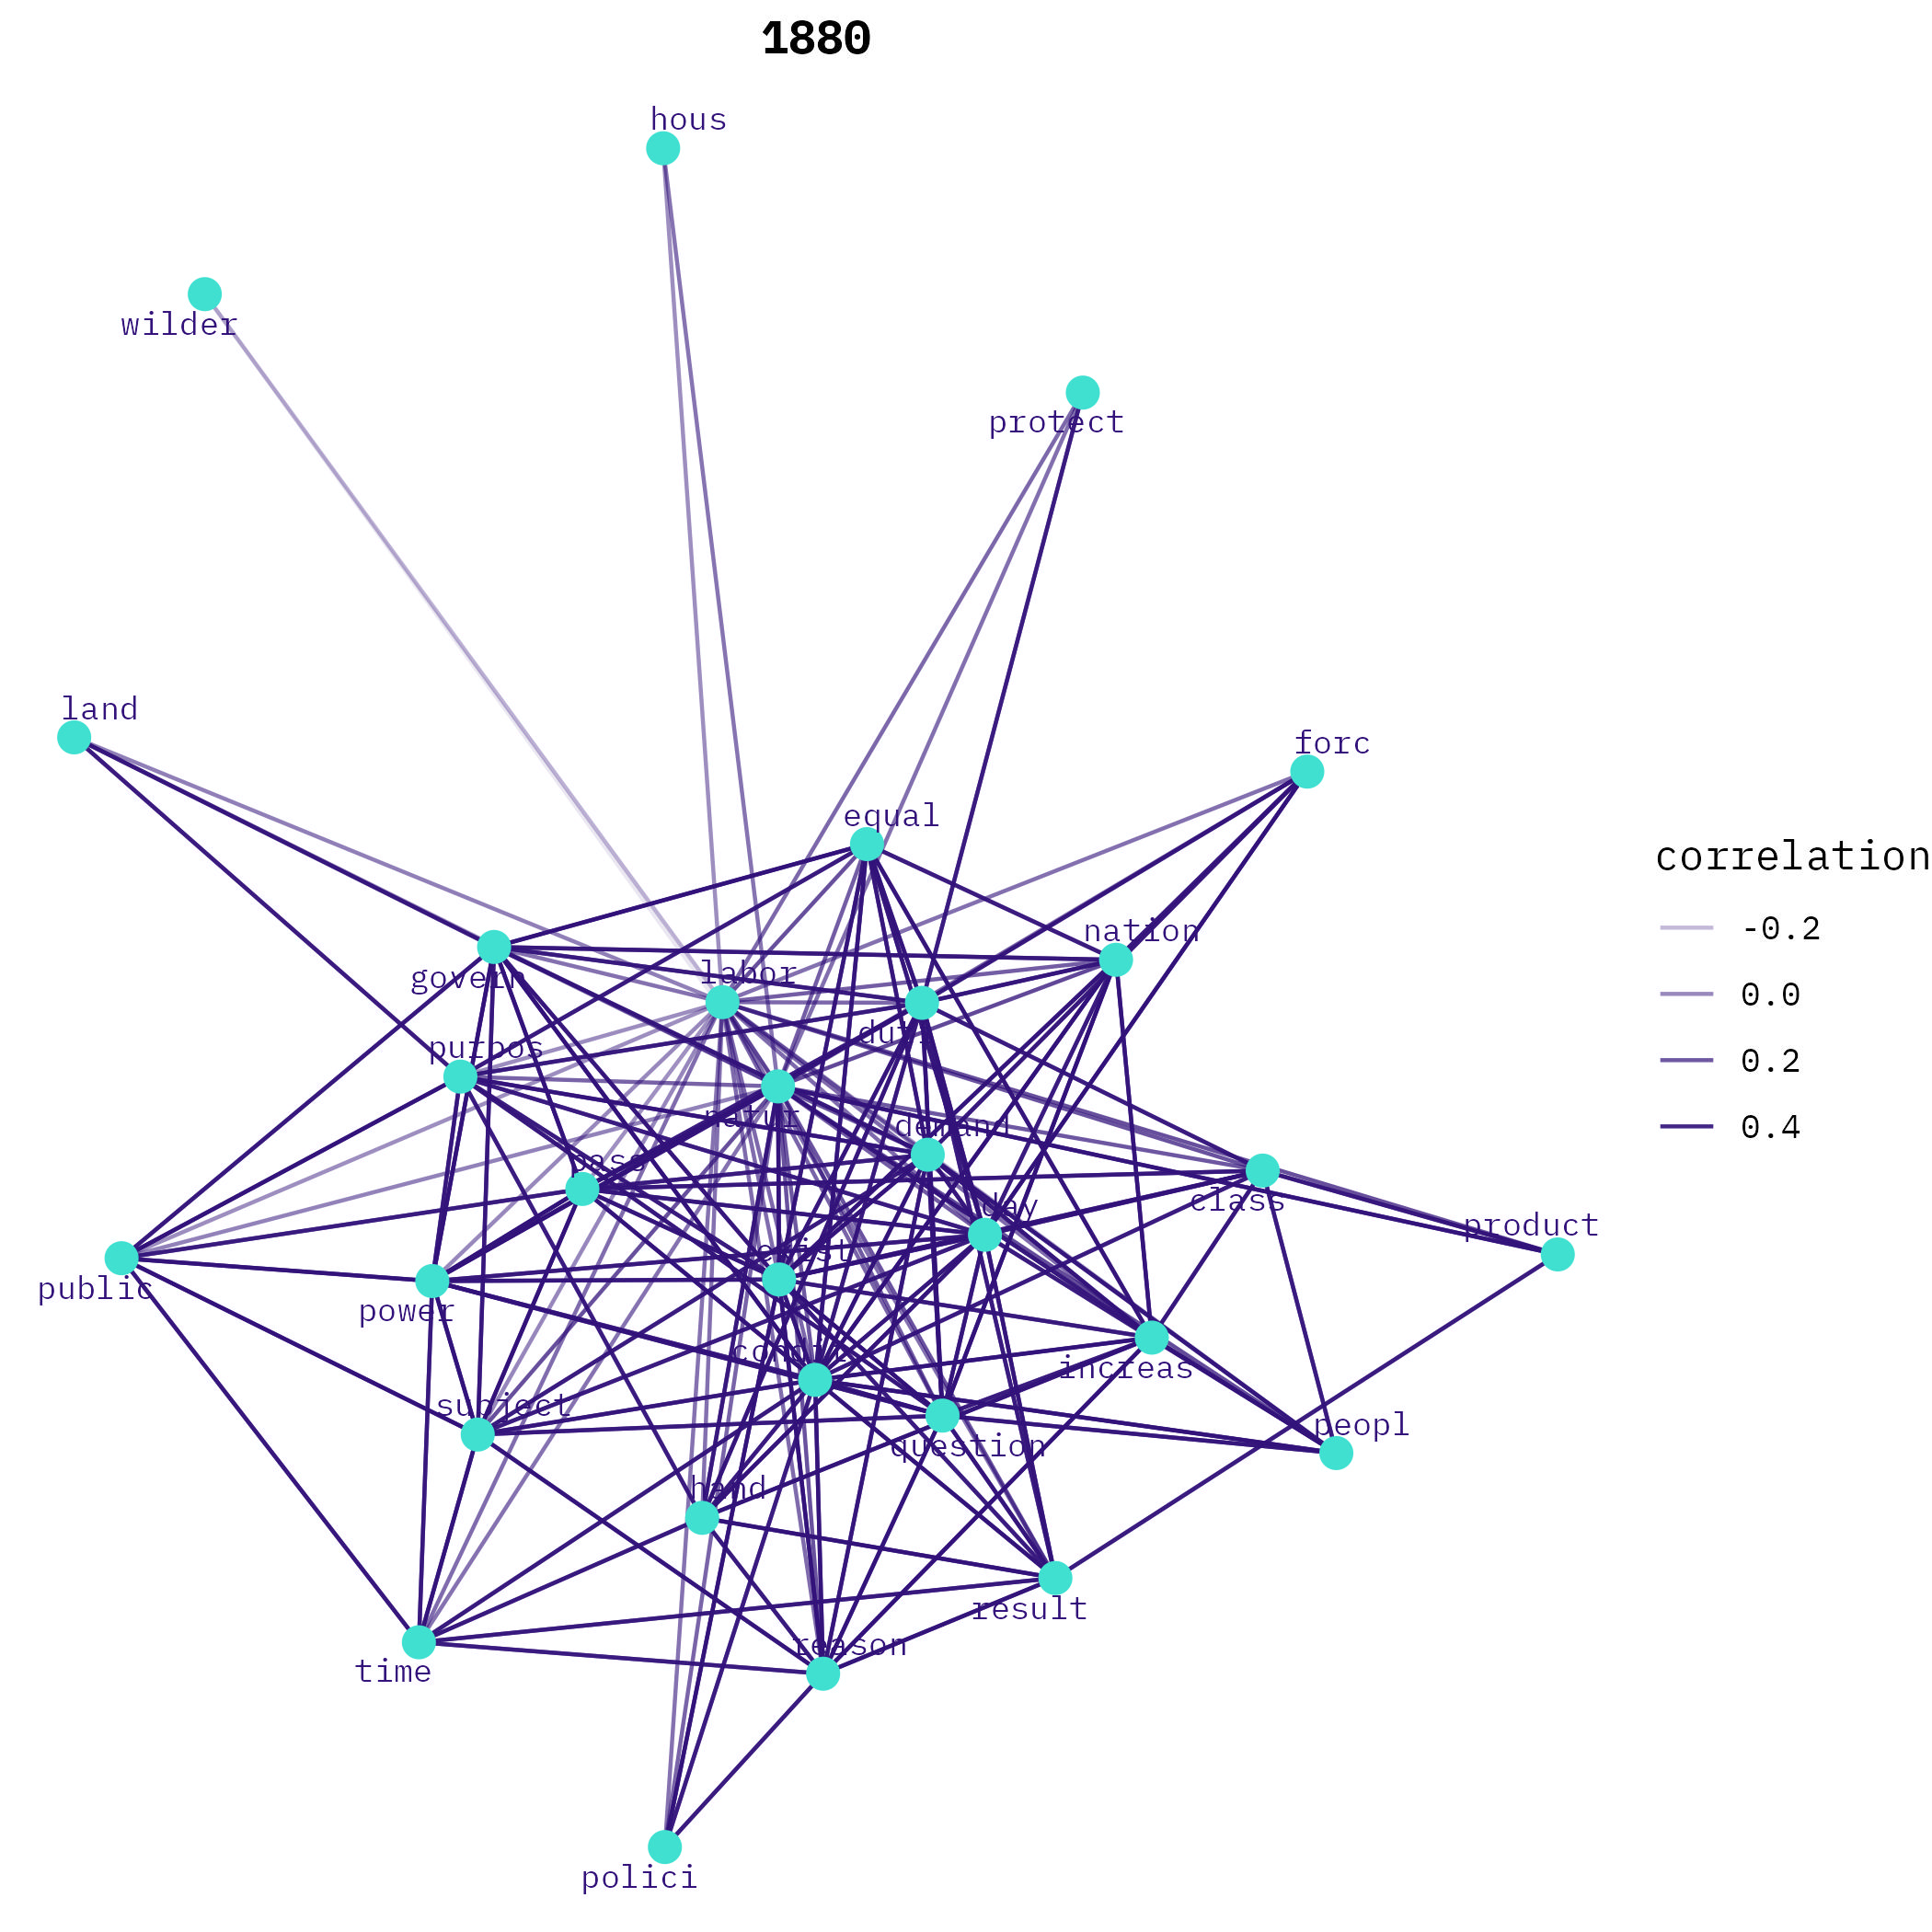 1880
hous
wilder
protect
land
forc
equal
correlation
-0.2
0.0
0.2
0.4
nation
govern
labor
duti
purpos
natur
demand
bass
class
day
product
exist
public
power
condit
increas
subject
peopl
question
hand
result
reason
time
polici